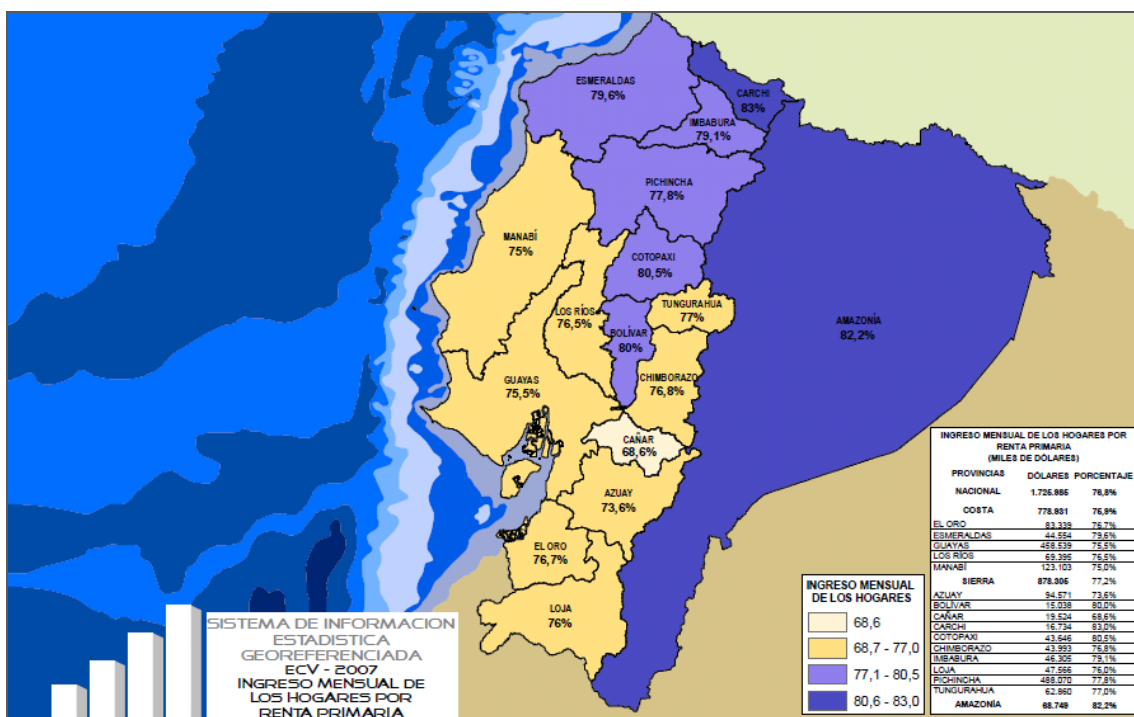 ESMERALDAS
79,6%
CARCHI
83%
IMBABURA
79,1%
PICHINCHA
77,8%
MANABÍ
75%
COTOPAXI
80,5%
LOS RÍOS
76,5%
TUNGURAHUA
77%
BOLÍVAR
80%
AMAZONÍA
82,2%
GUAYAS
75,5%
CHIMBORAZO
76,8%
CAÑAR
68,6%
AZUAY
73,6%
EL ORO
76,7%
LOJA
76%
SISTEMA DE INFORMACION
ESTADISTICA
GEOREFERENCIADA
ECV - 2007
INGRESO MENSUAL DE
LOS HOGARES POR
RENTA PRIMARIA
INGRESO MENSUAL
DE LOS HOGARES
68,6
68,7 - 77,0
77,1 - 80,5
80,6 - 83,0
INGRESO MENSUAL DE LOS HOGARES POR
RENTA PRIMARIA
(MILES DE DÓLARES)
PROVINCIAS DÓLARES PORCENTAJE
NACIONAL 1.725.985 76,8%
COSTA 778.931 76,9%
EL ORO 83.339 76,7%
ESMERALDAS 44.554 79,6%
GUAYAS 458.539 75,5%
LOS RÍOS 69.395 76,5%
MANABÍ 123.103 75,0%
SIERRA 878.305 77,2%
AZUAY 94.571 73,6%
BOLÍVAR 15.038 80,0%
CAÑAR 19.524 68,6%
CARCHI 16.734 83,0%
COTOPAXI 43.646 80,5%
CHIMBORAZO 43.993 76,8%
IMBABURA 46.305 79,1%
LOJA 47.566 76,0%
PICHINCHA 488.070 77,8%
TUNGURAHUA 62.860 77,0%
AMAZONÍA 68.749 82,2%